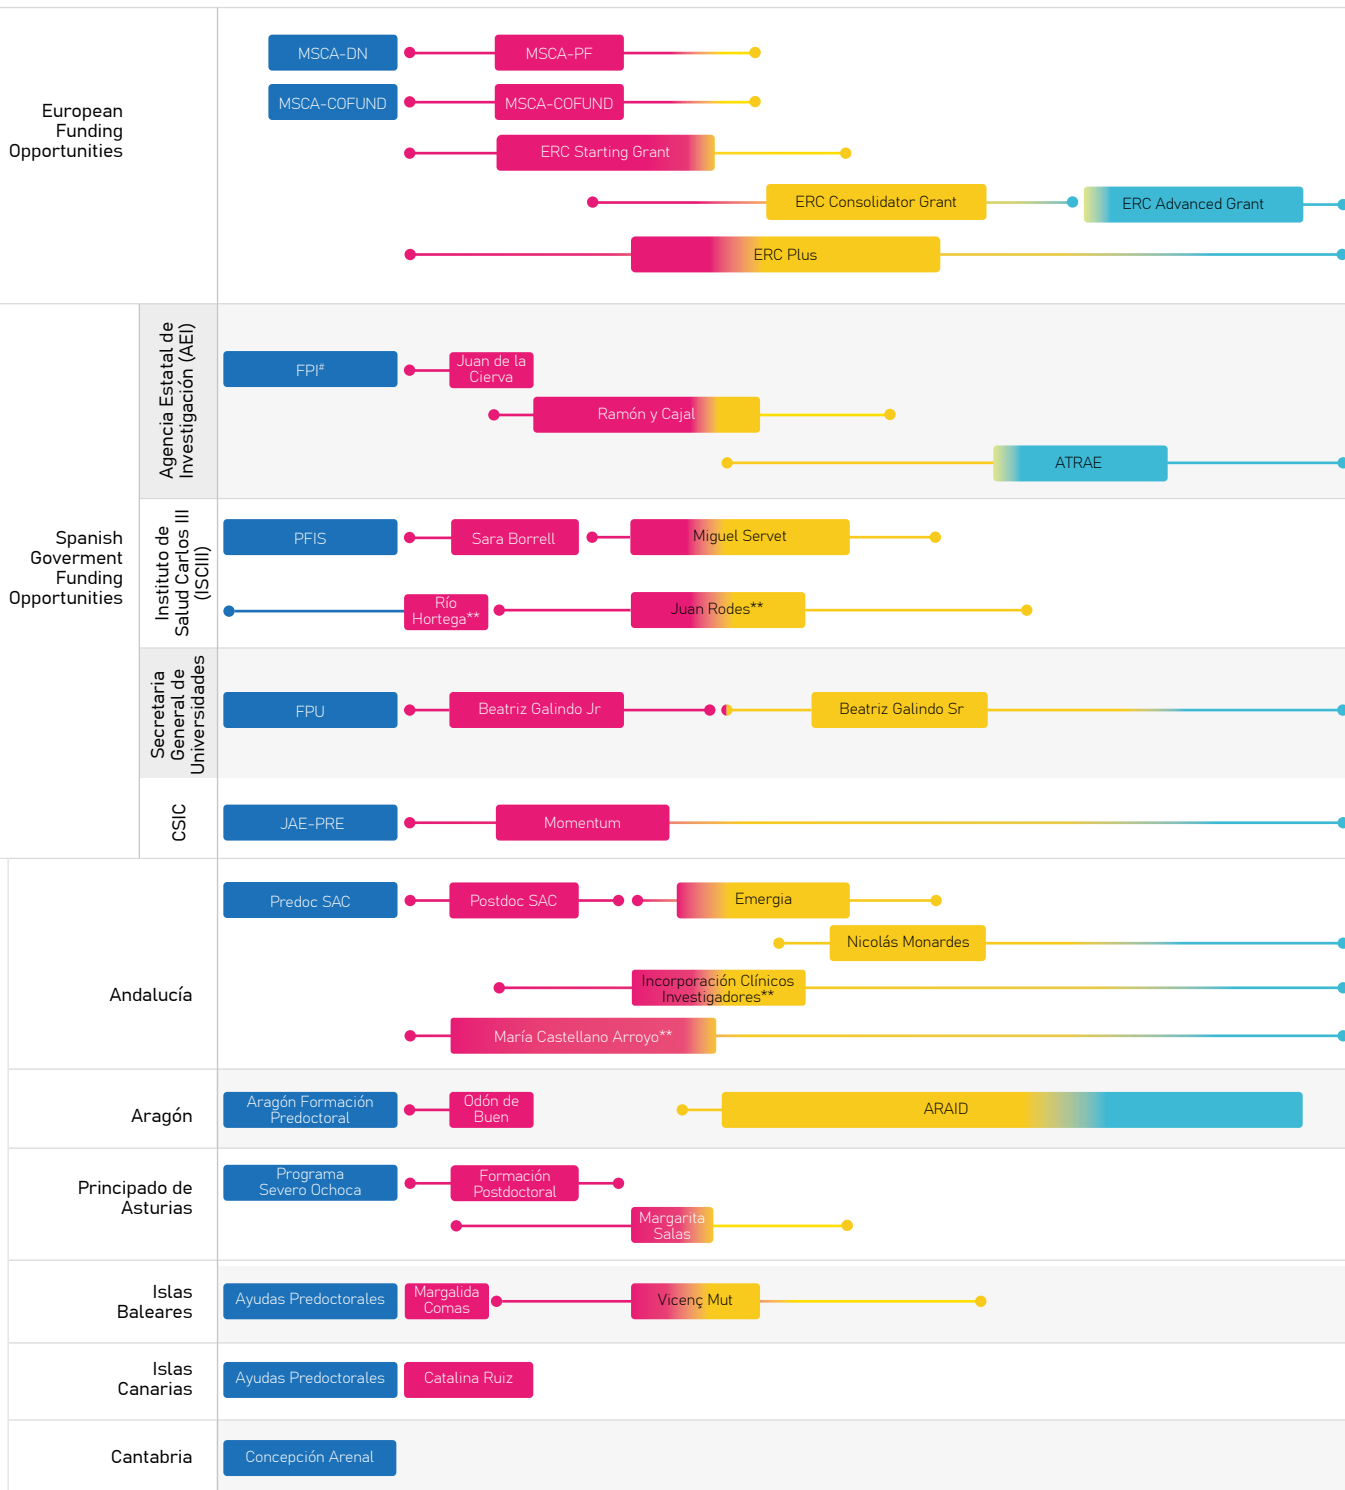 European
Funding
Opportunities
MSCA-DN
MSCA-PF
MSCA-COFUND
MSCA-COFUND
ERC Starting Grant
ERC Consolidator Grant
ERC Advanced Grant
ERC Plus
Spanish
Goverment
Funding
Opportunities
Agencia Estatal de
Investigación (AEI)
FPI#
Juan de la
Cierva
Ramón y Cajal
ATRAE
Instituto de
Salud Carlos III
(ISCIII)
PFIS
Sara Borrell
Miguel Servet
Río
Hortega**
Juan Rodes**
Secretaria
General de
Universidades
FPU
Beatriz Galindo Jr
Beatriz Galindo Sr
CSIC
JAE-PRE
Momentum
Andalucía
Predoc SAC
Postdoc SAC
Emergia
Nicolás Monardes
Incorporación Clínicos
Investigadores**
María Castellano Arroyo**
Aragón
Aragón Formación
Predoctoral
Odón de
Buen
ARAID
Principado de
Asturias
Programa
Severo Ochoca
Formación
Postdoctoral
Margarita
Salas
Islas
Baleares
Ayudas Predoctorales
Margalida
Comas
Vicenç Mut
Islas
Canarias
Ayudas Predoctorales
Catalina Ruiz
Cantabria
Concepción Arenal